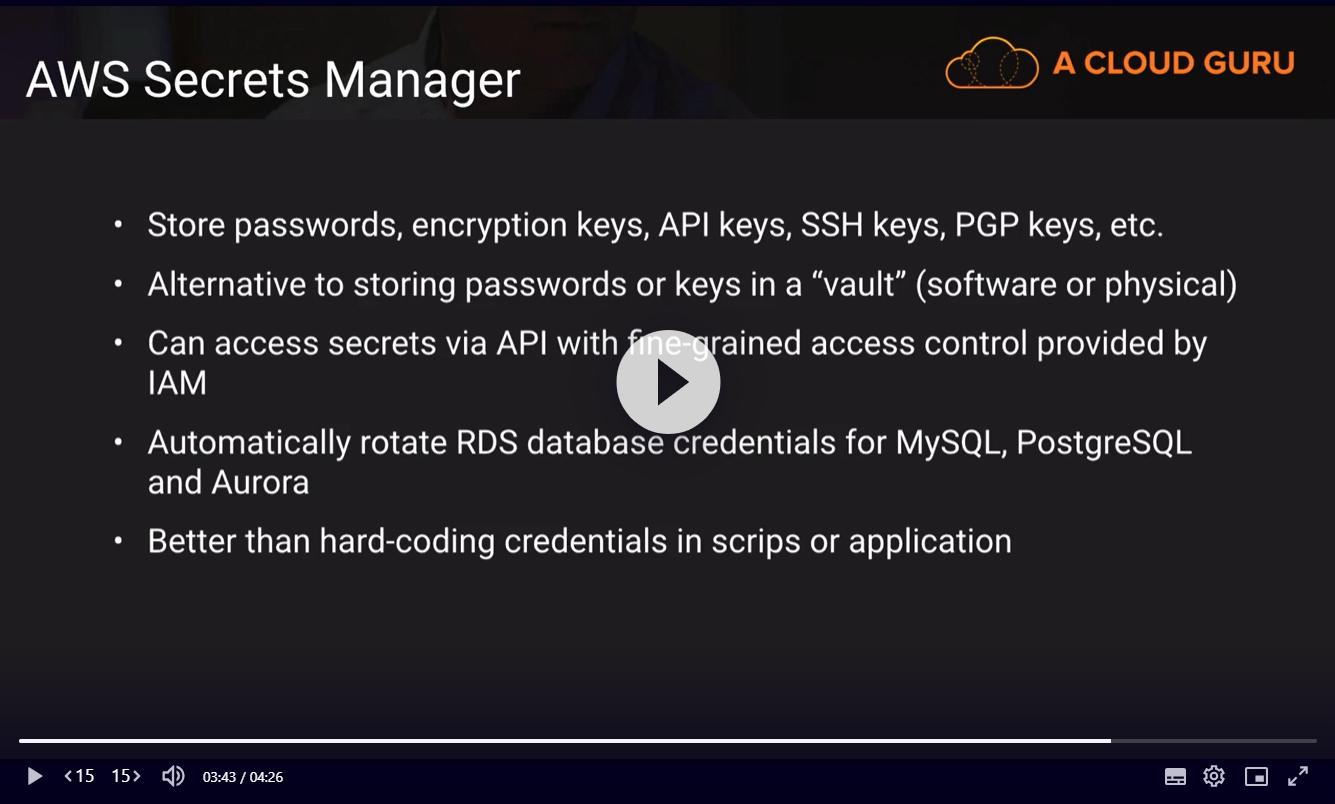 AWS Secrets Manager
A CLOUD GURU
• Store passwords, encryption keys, API keys, SSH keys, PGP keys, etc.
• Alternative to storing passwords or keys in a “vault” (software or physical)
• Can access secrets via API with fine-grained access control provided by
IAM
• Automatically rotate RDS database credentials for MySQL, PostgreSQL
and Aurora
• Better than hard-coding credentials in scrips or application
15 15 03:43 / 04:26